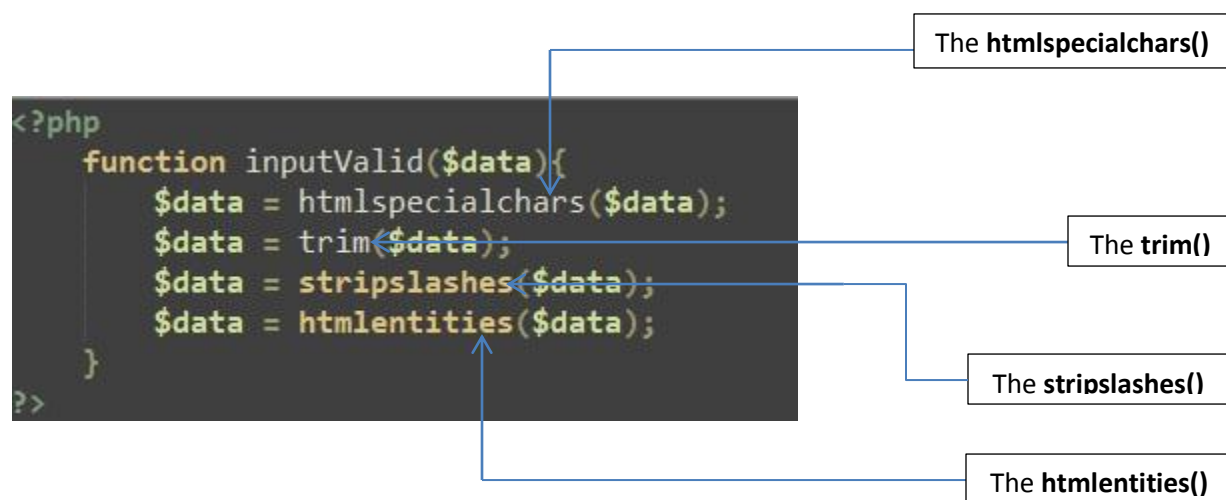 The htmlspecialchars()
<?php
function inputValid($data){
$data = htmlspecialchars($data);
$data = trim($data);
The trim()
$data = stripslashes($data);
$data = htmlentities($data);
}
The stripslashes()
?>
The htmlentities()